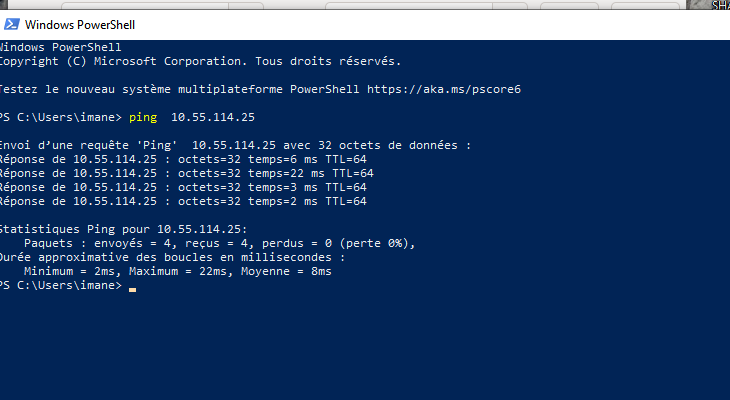 SHA
Windows PowerShell
Windows PowerShell
Copyright (C) Microsoft Corporation. Tous droits réservés.
Testez le nouveau système multiplateforme PowerShell https://aka.ms/pscore6
PS C:\Users\imane> ping  10.55.114.25
Envoi d’une requête 'Ping'  10.55.114.25 avec 32 octets de données :
Réponse de 10.55.114.25 : octets=32 temps=6 ms TTL=64
Réponse de 10.55.114.25 : octets=32 temps=22 ms TTL=64
Réponse de 10.55.114.25 : octets=32 temps=3 ms TTL=64
Réponse de 10.55.114.25 : octets=32 temps=2 ms TTL=64
Statistiques Ping pour 10.55.114.25:
    Paquets : envoyés = 4, reçus = 4, perdus = 0 (perte 0%),
Durée approximative des boucles en millisecondes :
    Minimum = 2ms, Maximum = 22ms, Moyenne = 8ms
PS C:\Users\imane>